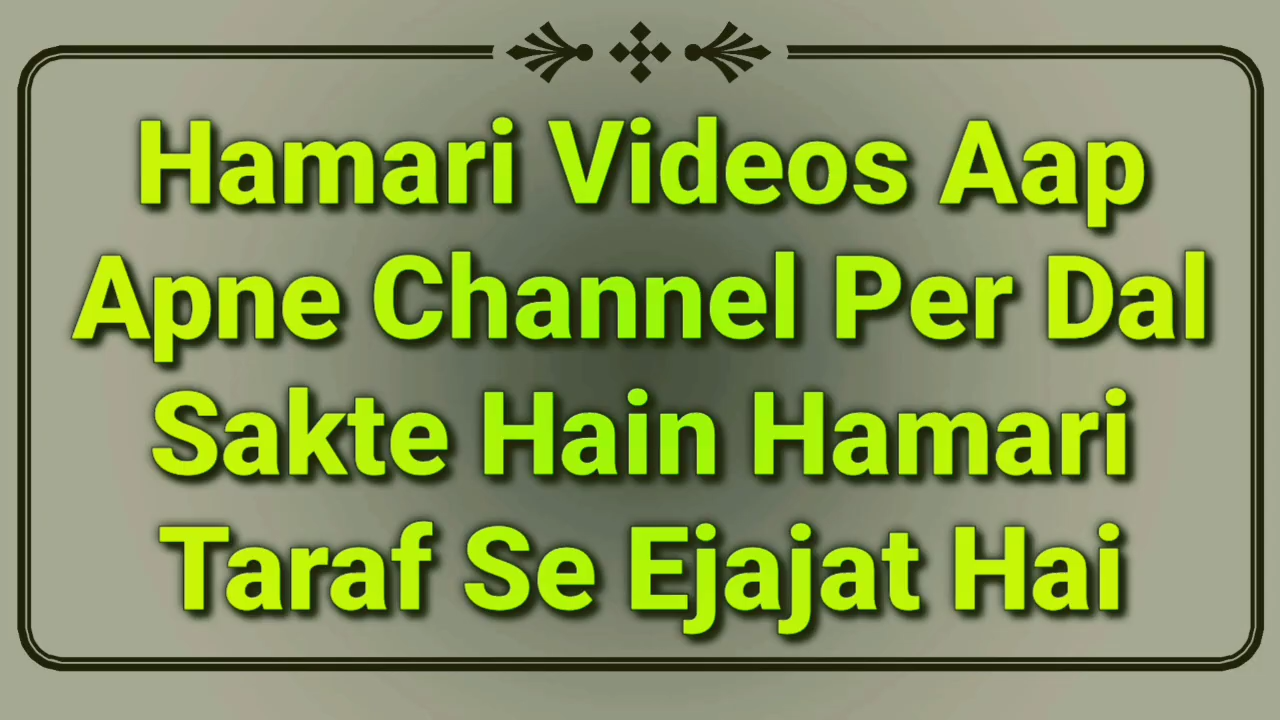 Hamari Videos Aap
Apne Channel Per Dal
Sakte Hain Hamari
Taraf Se Ejajat Hai